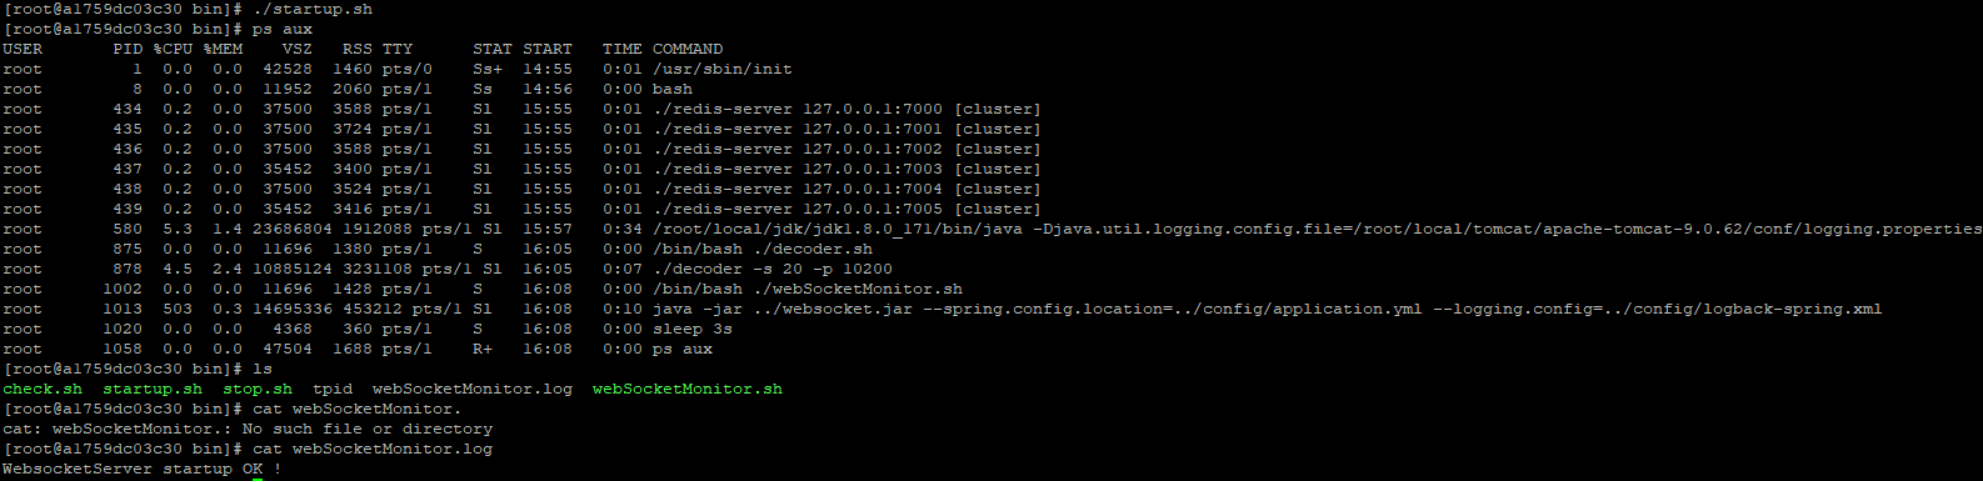 [root@a1759dc03c30 bin]# ./startup.sh
[root@a1759dc03c30 bin]# ps aux
USER       PID %CPU %MEM    VSZ   RSS TTY      STAT START   TIME COMMAND
root         1  0.0  0.0  42528  1460 pts/0    Ss+  14:55   0:01 /usr/sbin/init
root         8  0.0  0.0  11952  2060 pts/1    Ss   14:56   0:00 bash
root       434  0.2  0.0  37500  3588 pts/1    Sl   15:55   0:01 ./redis-server 127.0.0.1:7000 [cluster]
root       435  0.2  0.0  37500  3724 pts/1    Sl   15:55   0:01 ./redis-server 127.0.0.1:7001 [cluster]
root       436  0.2  0.0  37500  3588 pts/1    Sl   15:55   0:01 ./redis-server 127.0.0.1:7002 [cluster]
root       437  0.2  0.0  35452  3400 pts/1    Sl   15:55   0:01 ./redis-server 127.0.0.1:7003 [cluster]
root       438  0.2  0.0  37500  3524 pts/1    Sl   15:55   0:01 ./redis-server 127.0.0.1:7004 [cluster]
root       439  0.2  0.0  35452  3416 pts/1    Sl   15:55   0:01 ./redis-server 127.0.0.1:7005 [cluster]
root       580  5.3  1.4 23686804 1912088 pts/1 Sl  15:57   0:34 /root/local/jdk/jdk1.8.0_171/bin/java -Djava.util.logging.config.file=/root/local/tomcat/apache-tomcat-9.0.62/conf/logging.properties
root       875  0.0  0.0  11696  1380 pts/1    S    16:05   0:00 /bin/bash ./decoder.sh
root       878  4.5  2.4 10885124 3231108 pts/1 Sl  16:05   0:07 ./decoder -s 20 -p 10200
root      1002  0.0  0.0  11696  1428 pts/1    S    16:08   0:00 /bin/bash ./webSocketMonitor.sh
root      1013  503  0.3 14695336 453212 pts/1 Sl   16:08   0:10 java -jar ../websocket.jar --spring.config.location=../config/application.yml --logging.config=../config/logback-spring.xml
root      1020  0.0  0.0   4368   360 pts/1    S    16:08   0:00 sleep 3s
root      1058  0.0  0.0  47504  1688 pts/1    R+   16:08   0:00 ps aux
[root@a1759dc03c30 bin]# ls
check.sh  startup.sh  stop.sh  tpid  webSocketMonitor.log  webSocketMonitor.sh
[root@a1759dc03c30 bin]# cat webSocketMonitor.
cat: webSocketMonitor.: No such file or directory
[root@a1759dc03c30 bin]# cat webSocketMonitor.log
WebsocketServer startup OK !